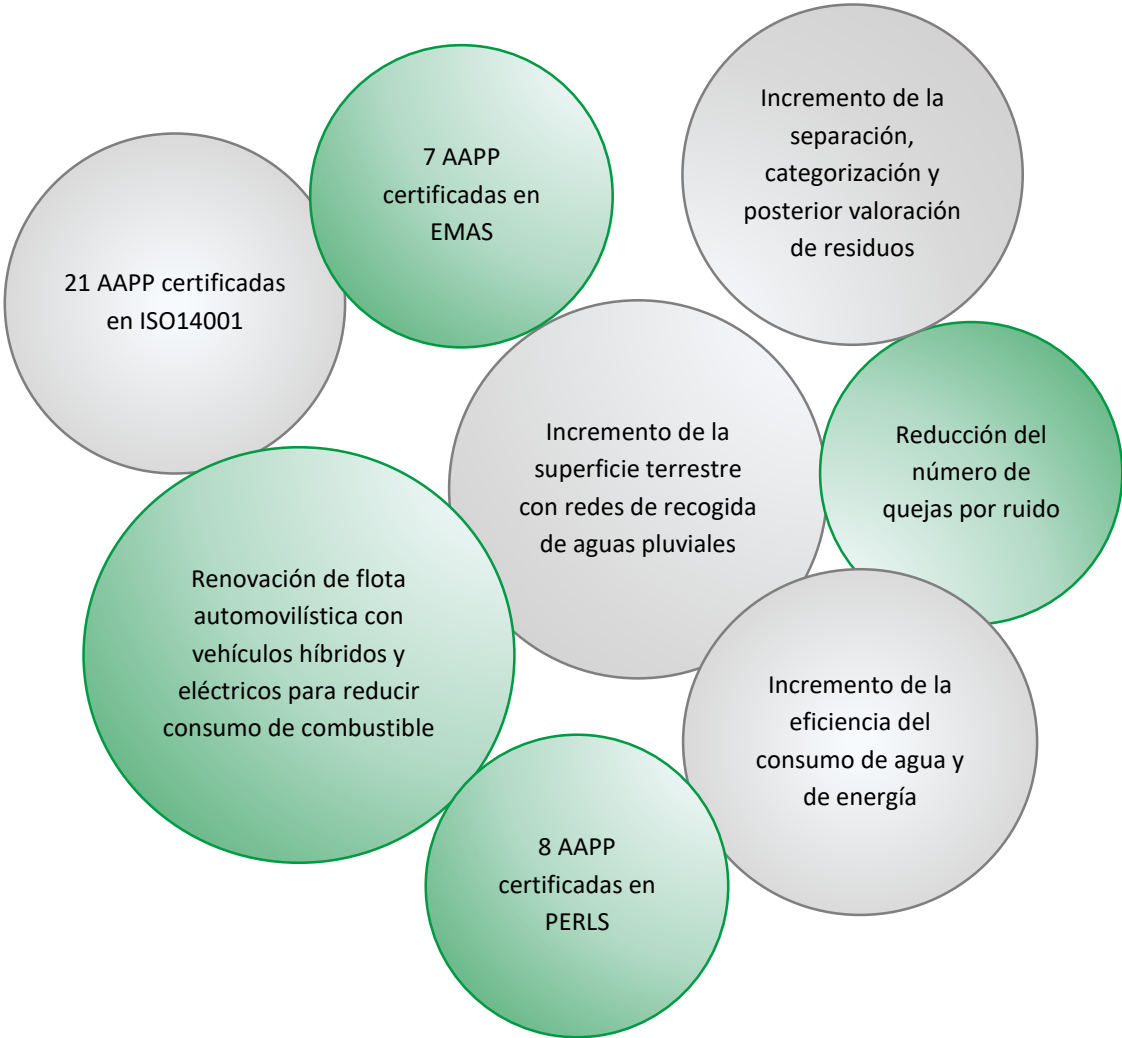 7 AAPP
certificadas en
EMAS
Incremento de la
separación,
categorización y
posterior valoración
de residuos
21 AAPP certificadas
en ISO14001
Incremento de la
superficie terrestre
con redes de recogida
de aguas pluviales
Reducción del
número de
quejas por ruido
Renovación de flota
automovilística con
vehículos híbridos y
eléctricos para reducir
consumo de combustible
Incremento de la
eficiencia del
consumo de agua y
de energía
8 AAPP
certificadas en
PERLS